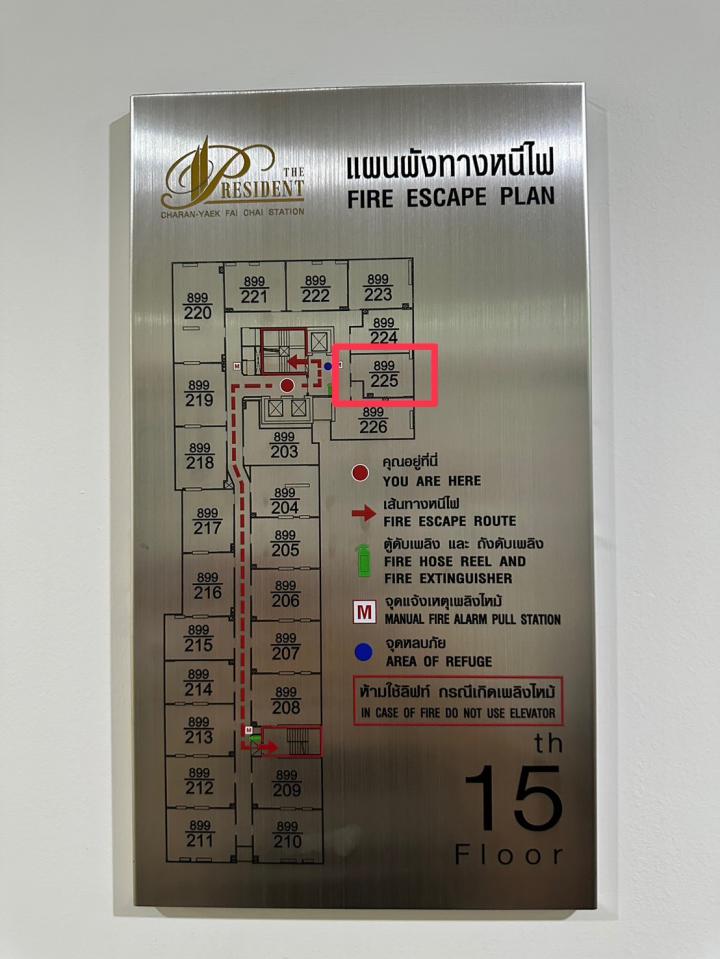 THE
PRESIDENT
CHARAN-YAEK FAI CHAI STATION
แผนผังทางหนีไฟ
FIRE ESCAPE PLAN
899
220
899
221
899
222
899
223
899
224
899
225
899
226
899
219
899
218
899
217
899
216
899
215
899
214
899
213
899
212
899
211
899
203
899
204
899
205
899
206
899
207
899
208
899
209
899
210
M
M
คุณอยู่ที่นี่
YOU ARE HERE
เส้นทางหนีไฟ
FIRE ESCAPE ROUTE
ตู้ดับเพลิง และ ถังดับเพลิง
FIRE HOSE REEL AND
FIRE EXTINGUISHER
M
จุดแจ้งเหตุเพลิงไหม้
MANUAL FIRE ALARM PULL STATION
จุดหลบภัย
AREA OF REFUGE
ห้ามใช้ลิฟท์ กรณีเกิดเพลิงไหม้
IN CASE OF FIRE DO NOT USE ELEVATOR
th
15
Floor